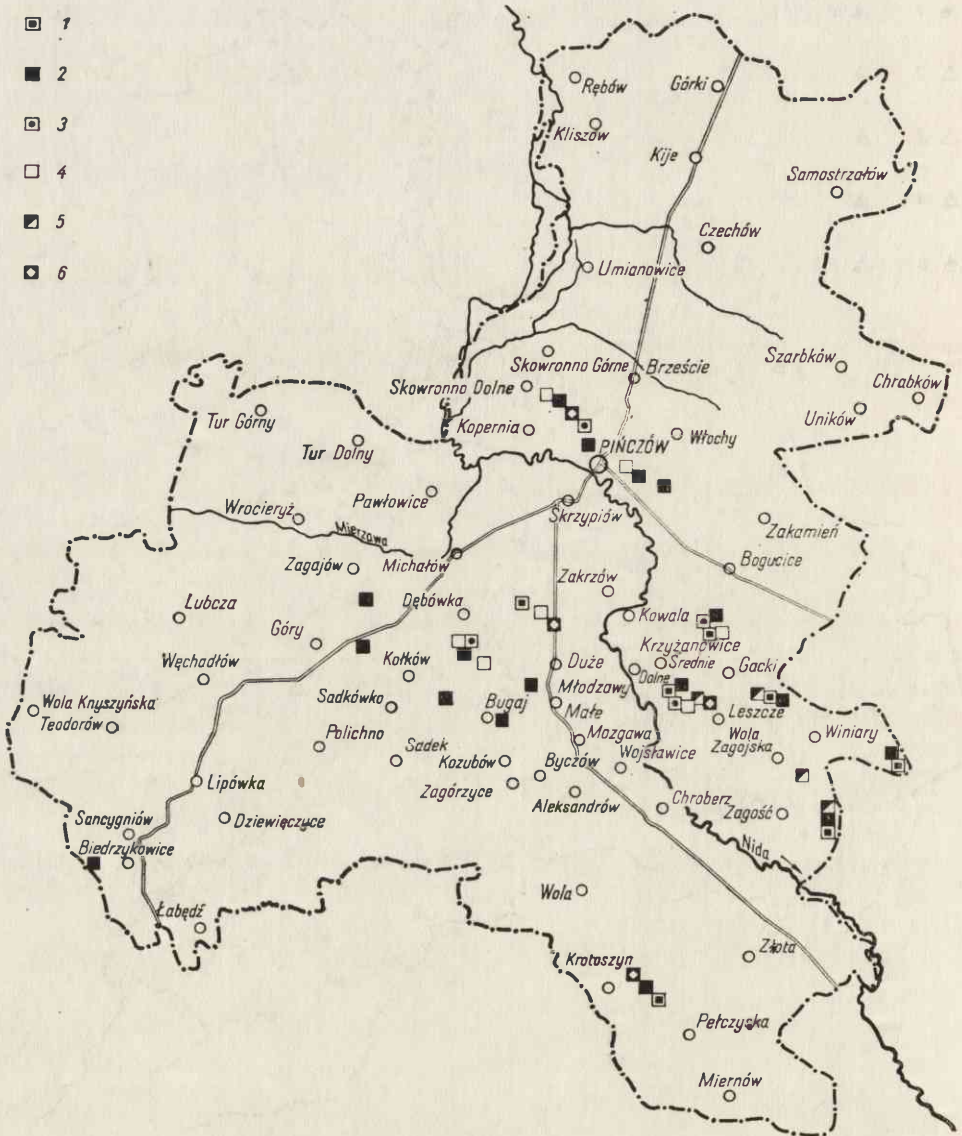 1
2
3
4
5
6
Rębów
Górki
Kliszów
Kije
Samostrzałów
Czechów
Umianowice
Szarbków
Skowronno Górne
Brzeście
Skowronno Dolne
Chrabków
Tur Górny
Uników
Kopernia
Włochy
Tur Dolny
PIŃCZÓW
Pawłowice
Wrocieryż
Skrzypiów
Zakamień
Mierzawa
Michałów
Zagajów
Bogucice
Zakrzów
Dębówka
Lubcza
Kowala
Góry
Krzyżanowice
Średnie
Dolne
Gacki
Węchadłów
Kołków
Duże
Młodzawy
Małe
Sadkówko
Bugaj
Leszcze
Wola Knyszyńska
Teodorów
Wola
Zagojska
Winiary
Polichno
Mozgawa
Sadek
Kozubów
Byczów
Wojsławice
Lipówka
Zagórzyce
Aleksandrów
Chroberz
Zagość
Sancygniów
Dziewięczyce
Biedrzykowice
Nida
Wola
Łabędź
Złota
Krotoszyn
Pełczyska
Miernów